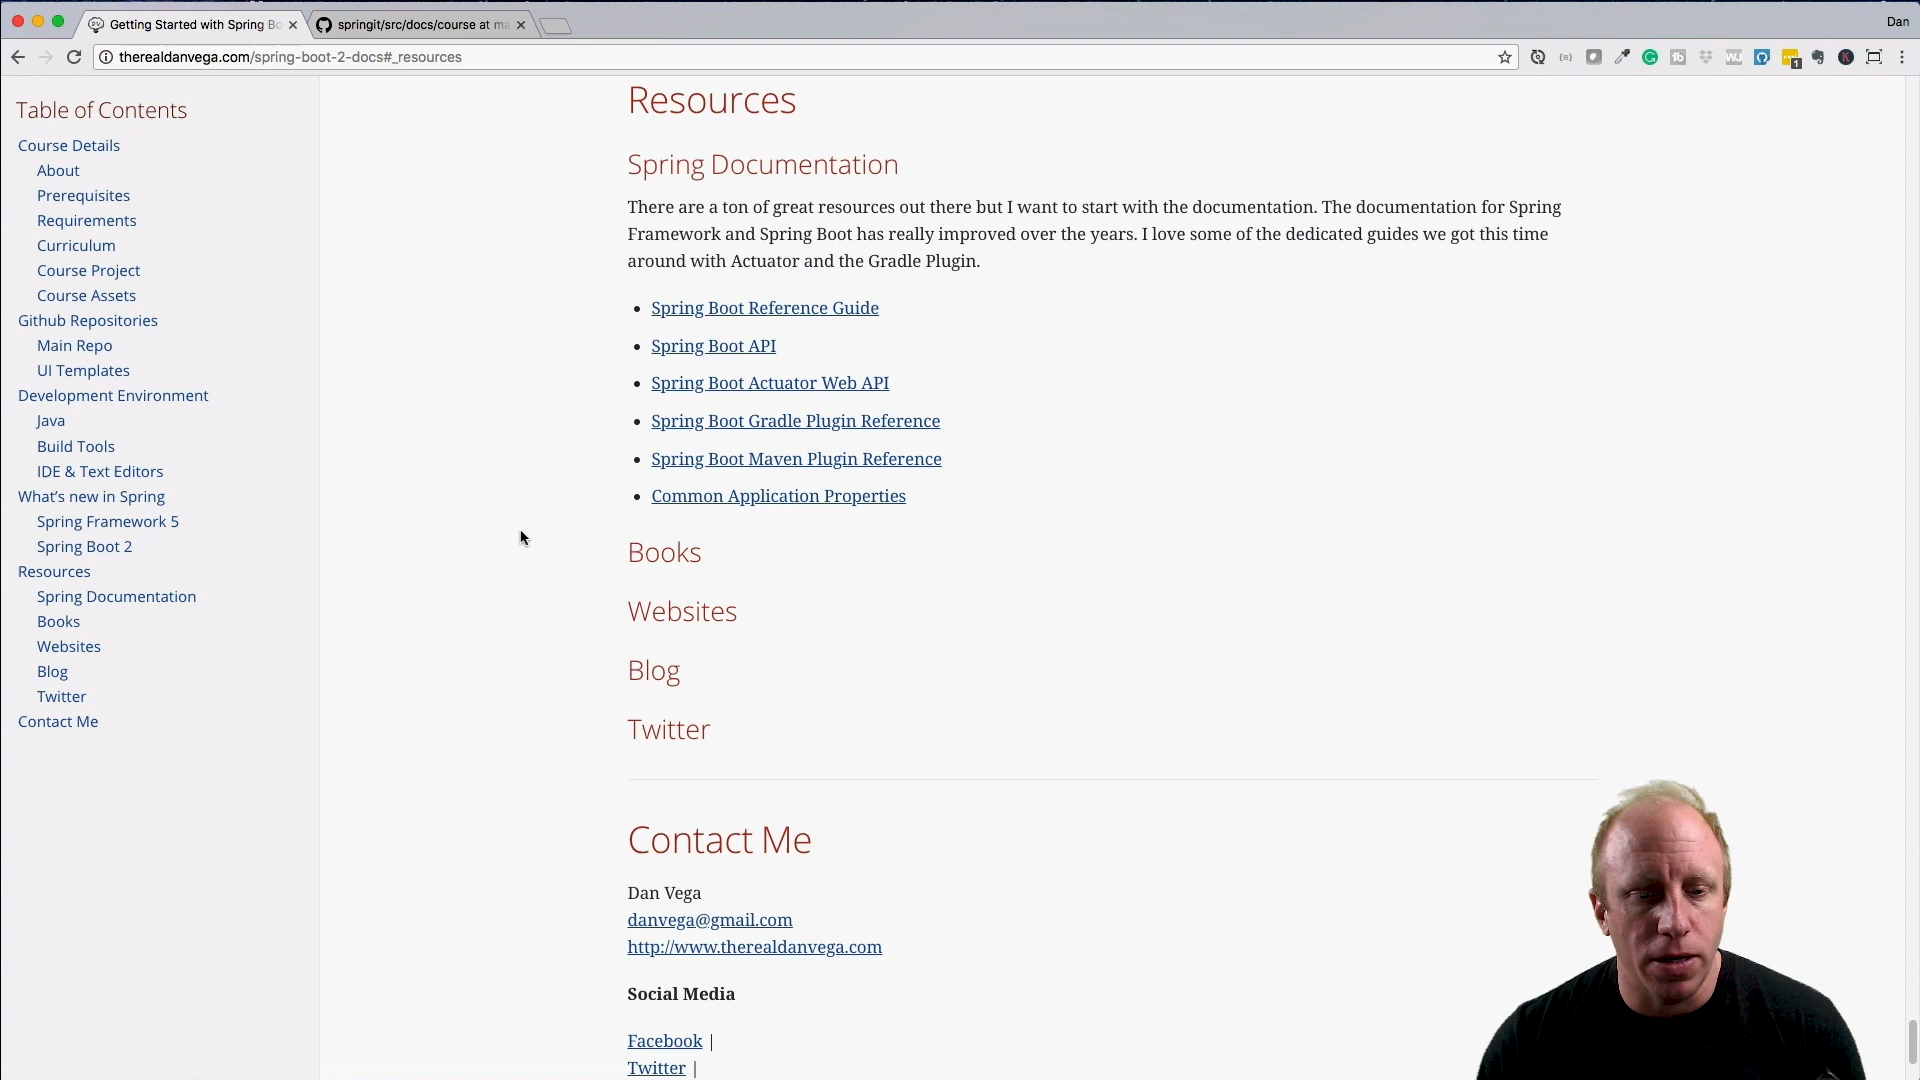 Getting Started with Spring Bo
springit/src/docs/course at ma
Dan
therealdanvega.com/spring-boot-2-docs#_resources
1
Table of Contents
Course Details
About
Prerequisites
Requirements
Curriculum
Course Project
Course Assets
Github Repositories
Main Repo
UI Templates
Development Environment
Java
Build Tools
IDE & Text Editors
What’s new in Spring
Spring Framework 5
Spring Boot 2
Resources
Spring Documentation
Books
Websites
Blog
Twitter
Contact Me
Resources
Spring Documentation
There are a ton of great resources out there but I want to start with the documentation. The documentation for Spring
Framework and Spring Boot has really improved over the years. I love some of the dedicated guides we got this time
around with Actuator and the Gradle Plugin.
• Spring Boot Reference Guide
• Spring Boot API
• Spring Boot Actuator Web API
• Spring Boot Gradle Plugin Reference
• Spring Boot Maven Plugin Reference
• Common Application Properties
Books
Websites
Blog
Twitter
Contact Me
Dan Vega
danvega@gmail.com
http://www.therealdanvega.com
Social Media
Facebook |
Twitter |